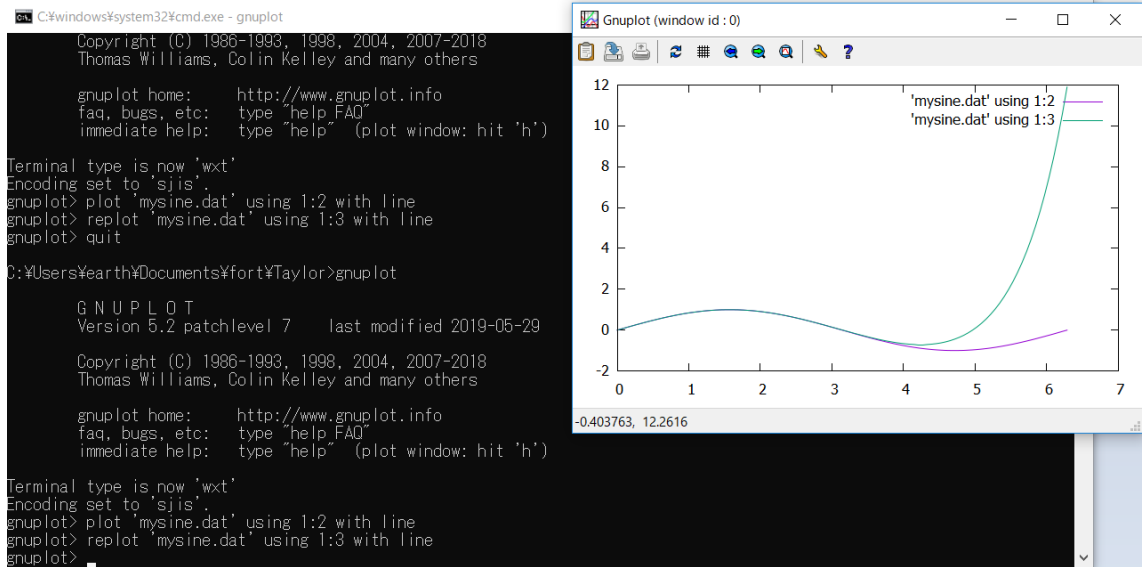 C:¥windows¥system32¥cmd.exe - gnuplot
Copyright (C) 1986-1993, 1998, 2004, 2007-2018
Thomas Williams, Colin Kelley and many others
gnuplot home:     http://www.gnuplot.info
faq, bugs, etc:   type "help FAQ"
immediate help:   type "help"  (plot window: hit 'h')
Terminal type is now 'wxt'
Encoding set to 'sjis'.
gnuplot> plot 'mysine.dat' using 1:2 with line
gnuplot> replot 'mysine.dat' using 1:3 with line
gnuplot> quit
C:¥Users¥earth¥Documents¥fort¥Taylor>gnuplot
G N U P L O T
Version 5.2 patchlevel 7    last modified 2019-05-29
Copyright (C) 1986-1993, 1998, 2004, 2007-2018
Thomas Williams, Colin Kelley and many others
gnuplot home:     http://www.gnuplot.info
faq, bugs, etc:   type "help FAQ"
immediate help:   type "help"  (plot window: hit 'h')
Terminal type is now 'wxt'
Encoding set to 'sjis'.
gnuplot> plot 'mysine.dat' using 1:2 with line
gnuplot> replot 'mysine.dat' using 1:3 with line
gnuplot>
Gnuplot (window id : 0)
'mysine.dat' using 1:2
'mysine.dat' using 1:3
12
10
8
6
4
2
0
-2
0 1 2 3 4 5 6 7
-0.403763, 12.2616